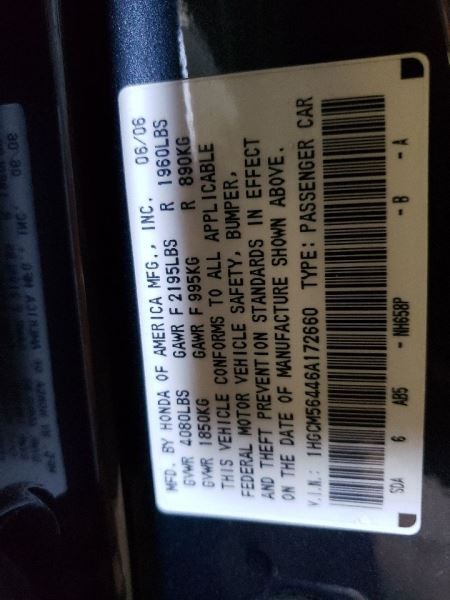 MFD. BY HONDA OF AMERICA MFG., INC. 06/06
GVWR 4080LBS GAWR F 2195LBS R 1960LBS
GVWR 1850KG GAWR F 995KG R 890KG
THIS VEHICLE CONFORMS TO ALL APPLICABLE
FEDERAL MOTOR VEHICLE SAFETY, BUMPER,
AND THEFT PREVENTION STANDARDS IN EFFECT
ON THE DATE OF MANUFACTURE SHOWN ABOVE.
V.I.N.: 1HGCM56446A172660 TYPE: PASSENGER CAR
SDA 6 AB5 - NH658P - B - A